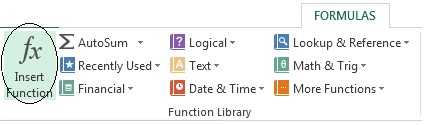 FORMULAS
fx
Insert
Function
AutoSum
Recently Used
Financial
Logical
Text
Date & Time
Lookup & Reference
Math & Trig
More Functions
Function Library